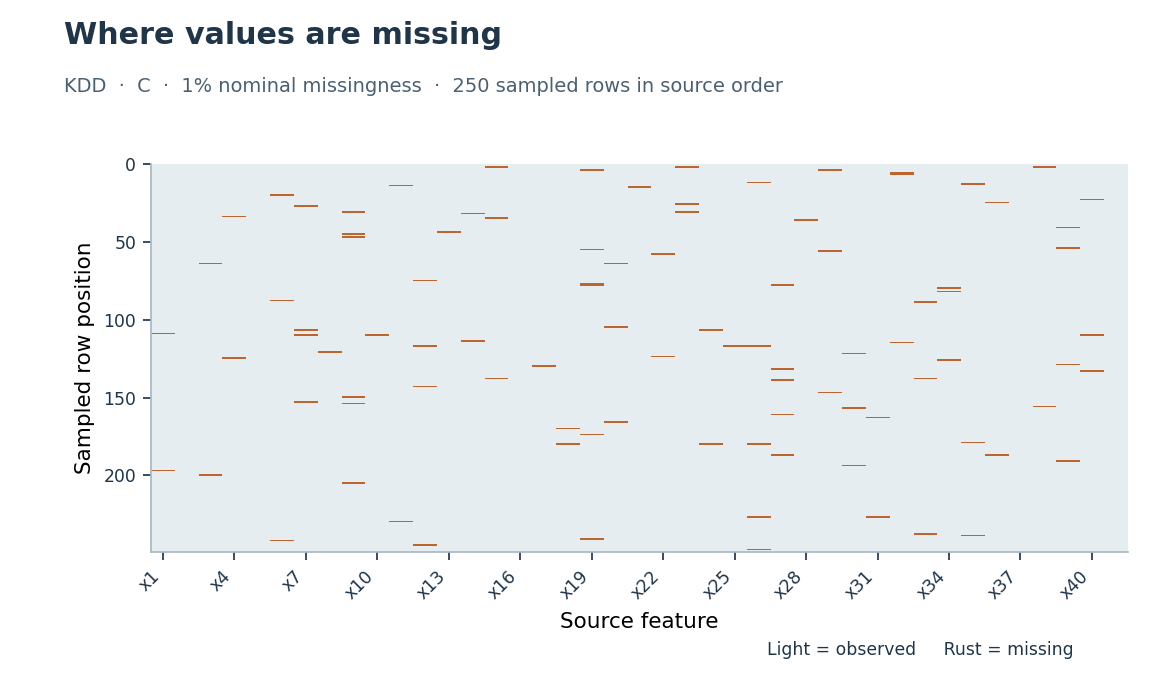 Where values are missing
KDD · C · 1% nominal missingness · 250 sampled rows in source order
0
50
100
150
200
Sampled row position
x1 x4 x7 x10 x13 x16 x19 x22 x25 x28 x31 x34 x37 x40
Source feature
Light = observed Rust = missing